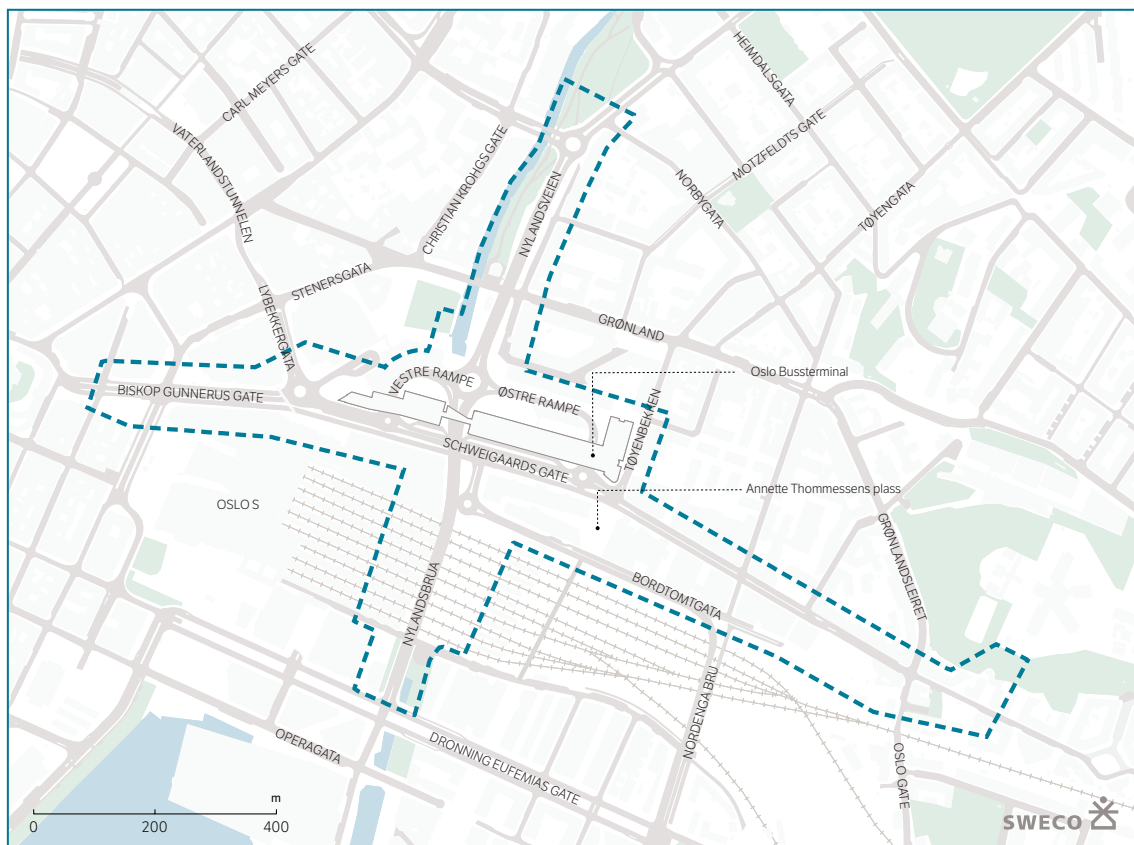 HEIMDALSGATA
CARL MEYERS GATE
MOTZFELDTS GATE
VATERLANDSTUNNELEN
CHRISTIAN KROHGS GATE
NORBYGATA
NYLANDSVEIEN
TØYENGATA
STENERSGATA
LYBEKKERGATA
GRØNLAND
Oslo Bussterminal
VESTRE RAMPE
BISKOP GUNNERUS GATE
ØSTRE RAMPE
TØYENBEKKEN
SCHWEIGAARDS GATE
Annette Thommessens plass
OSLO S
GRØNLANDSLEIRET
BORDTOMTGATA
NYLANDSBRUA
NORDENGA BRU
OPERAGATA
DRONNING EUFEMIAS GATE
OSLO GATE
m
0 200 400
SWECO